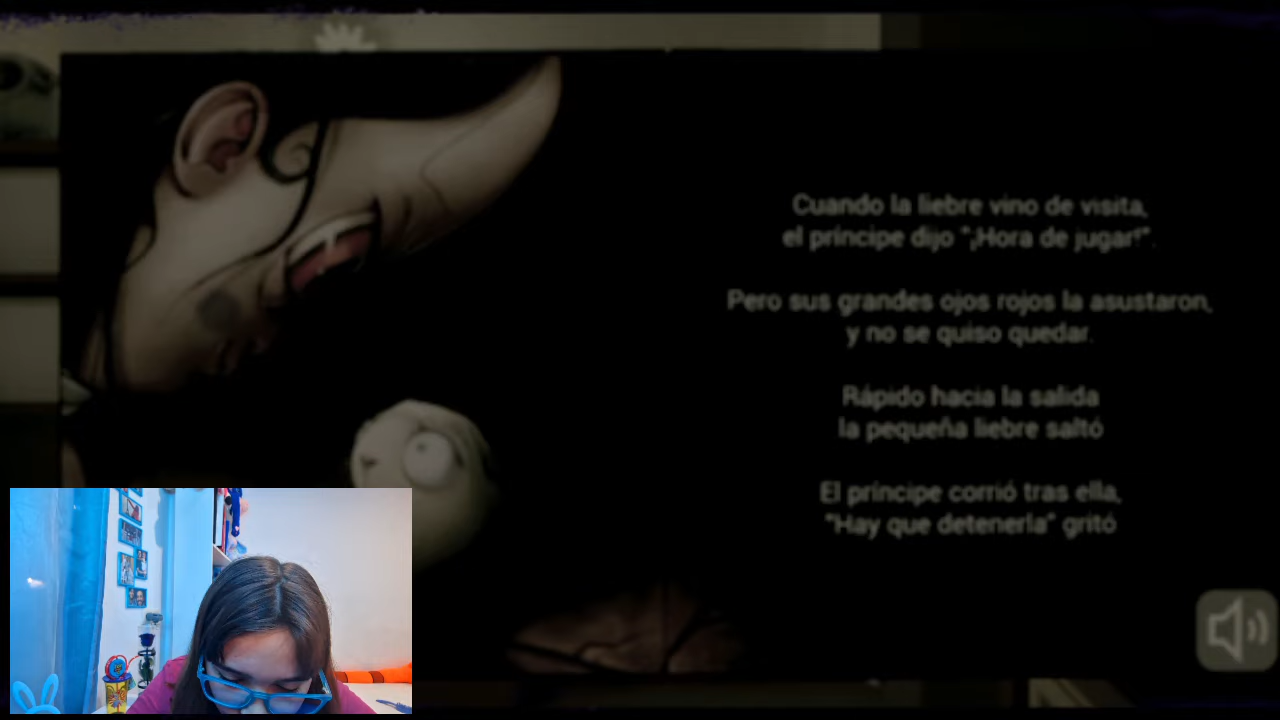 Cuando la liebre vino de visita,
el príncipe dijo "¡Hora de jugar!".
Pero sus grandes ojos rojos la asustaron,
y no se quiso quedar.
Rápido hacia la salida
la pequeña liebre saltó
El príncipe corrió tras ella,
"Hay que detenerla" gritó